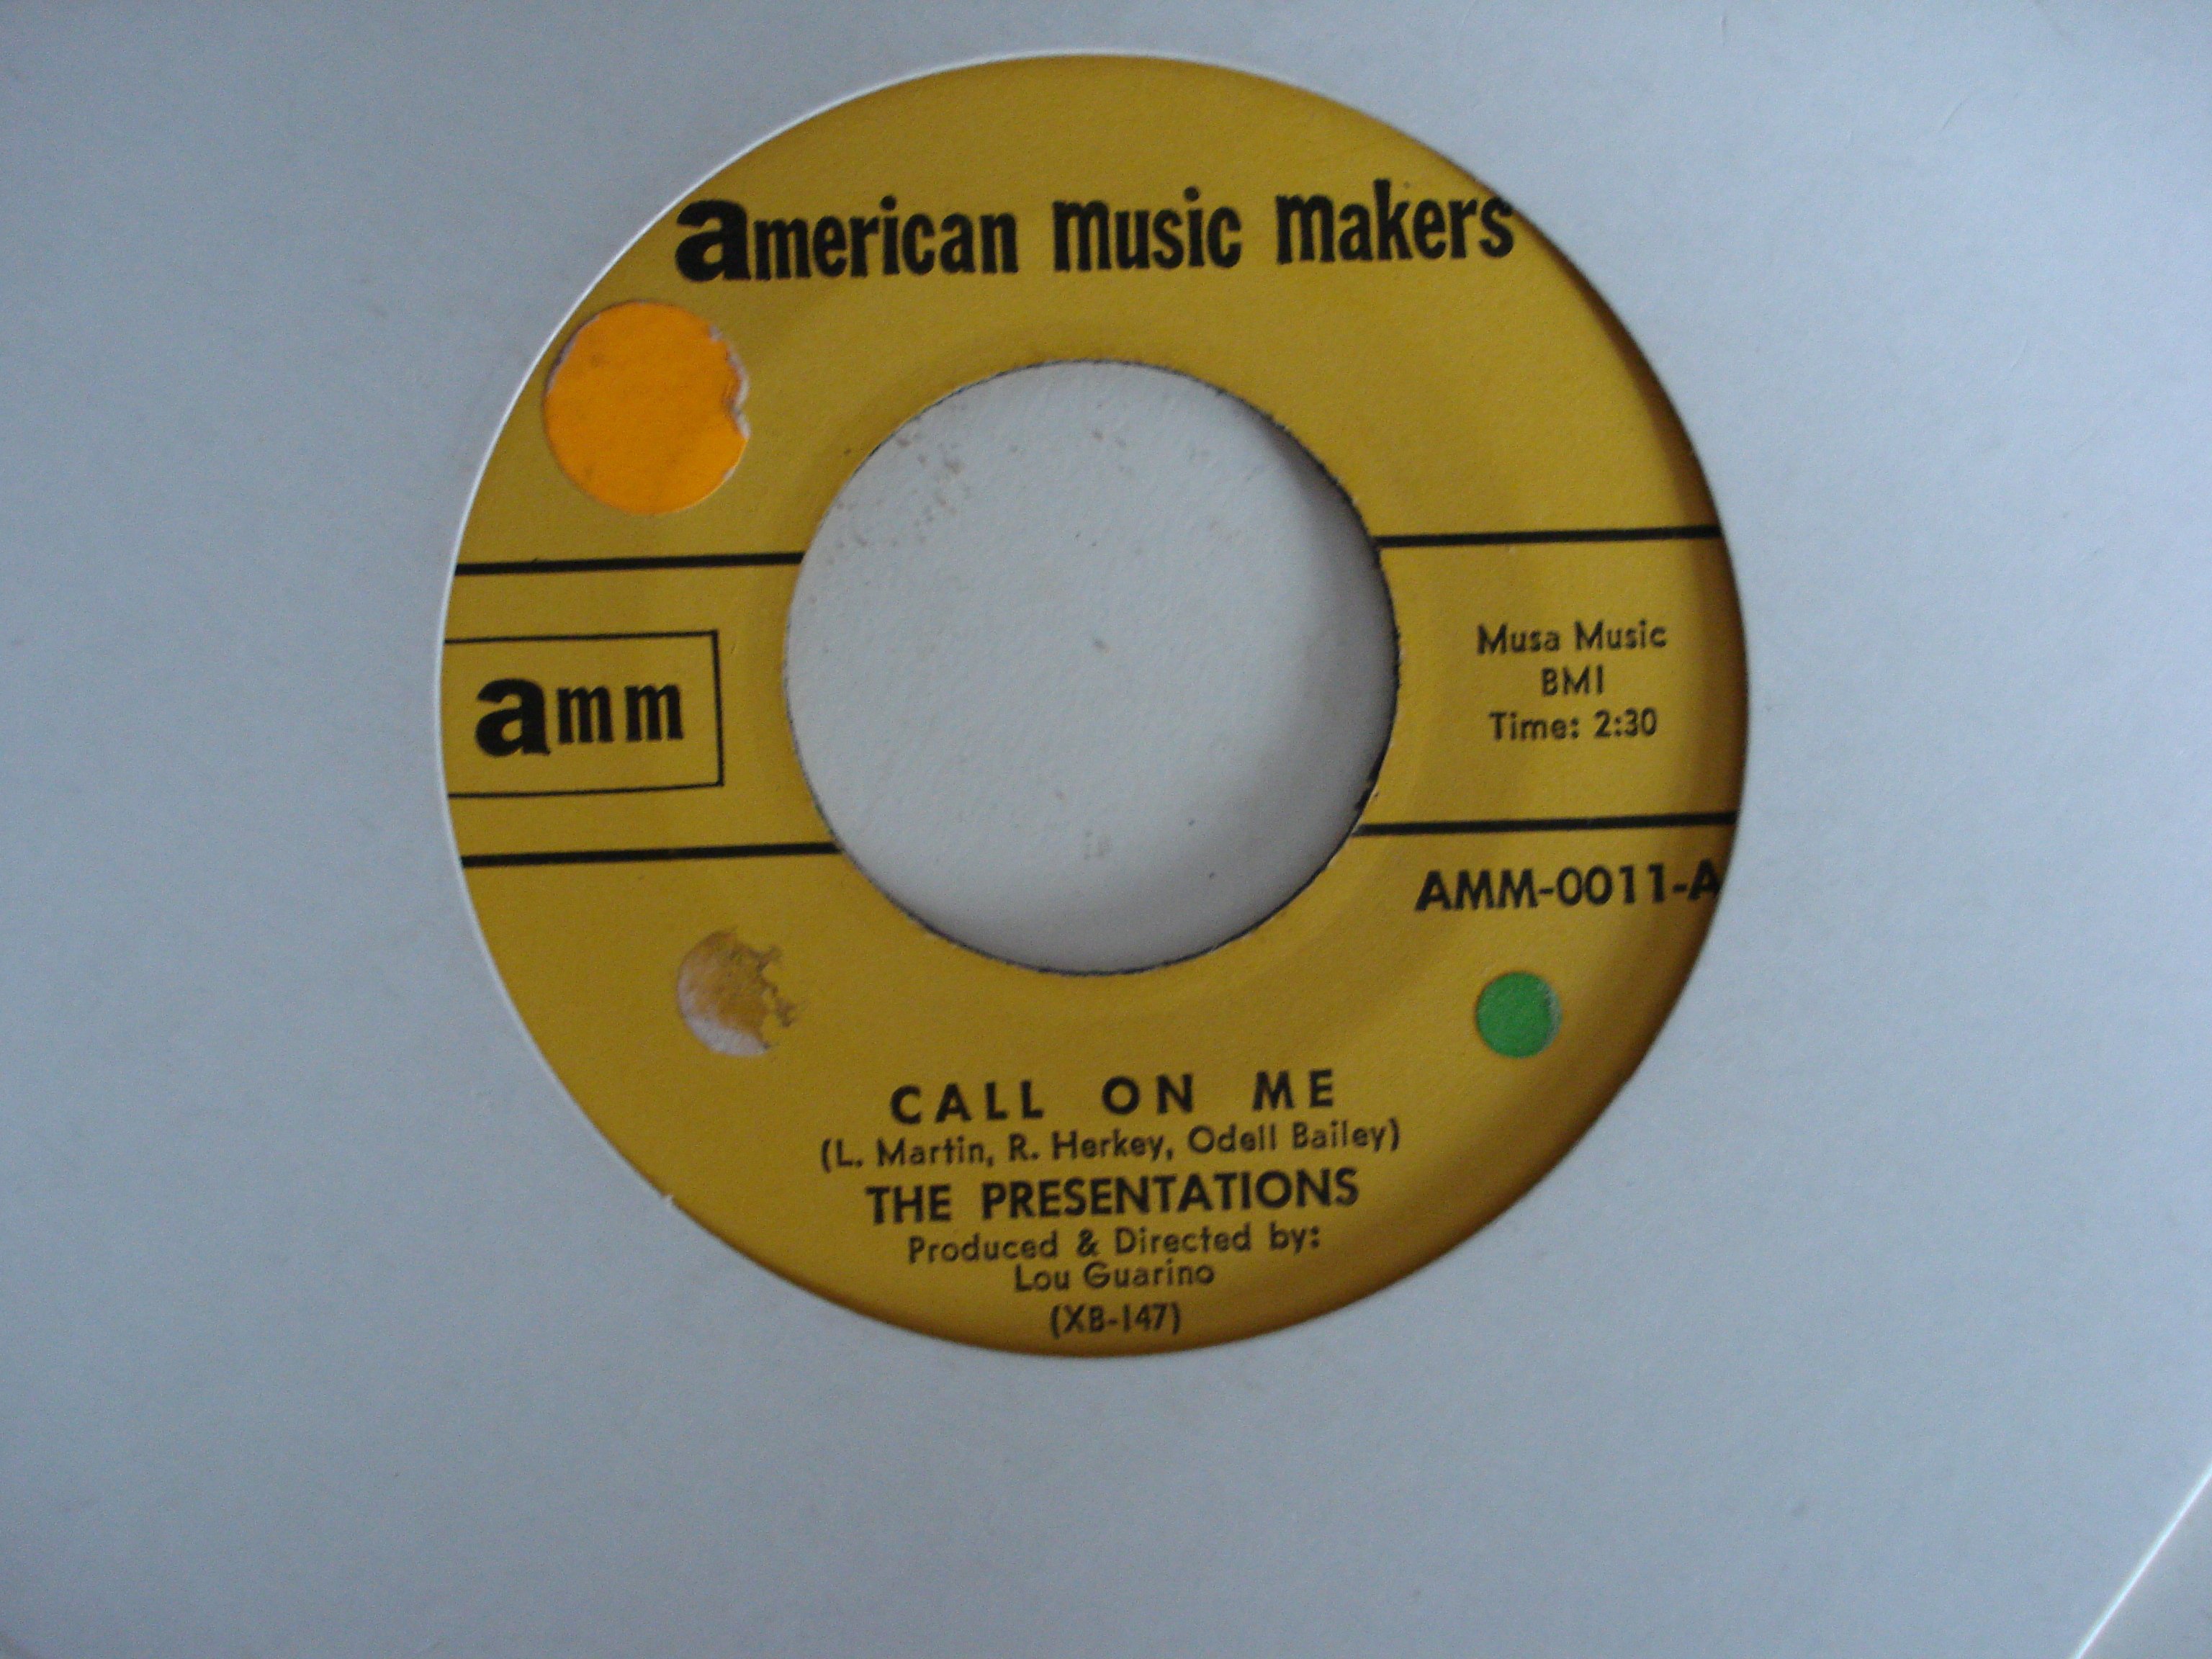 american music makers
amm
Musa Music
BMI
Time: 2:30
AMM-0011-A
CALL ON ME
(L. Martin, R. Herkey, Odell Bailey)
THE PRESENTATIONS
Produced & Directed by:
Lou Guarino
(XB-147)